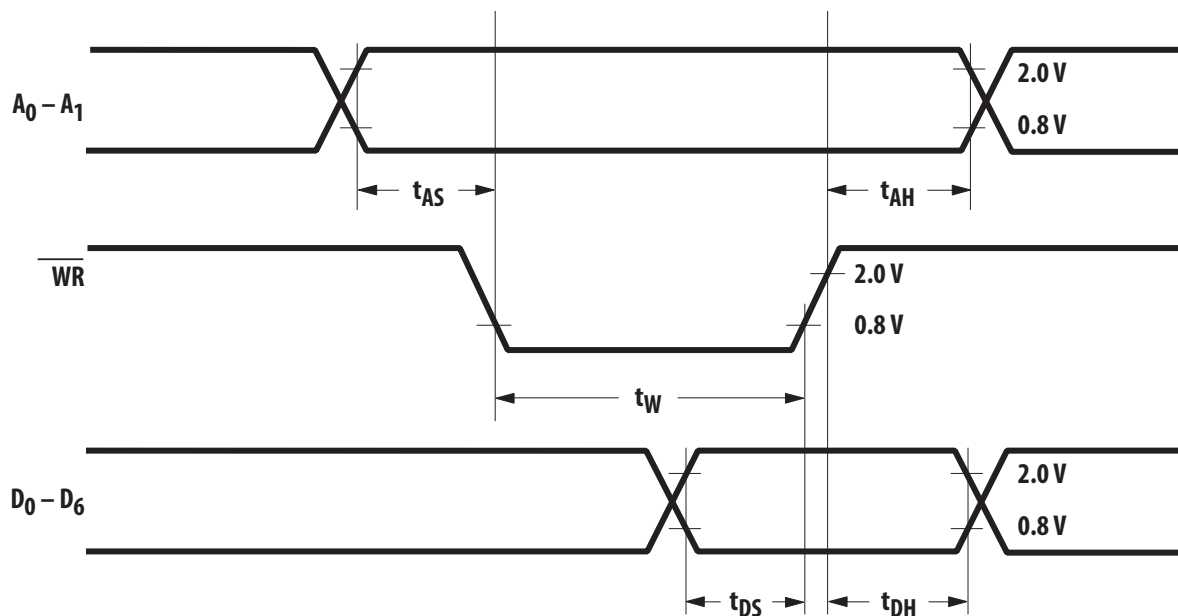 A0 – A1
2.0 V
0.8 V
tAS
tAH
WR
2.0 V
0.8 V
tW
D0 – D6
2.0 V
0.8 V
tDS
tDH